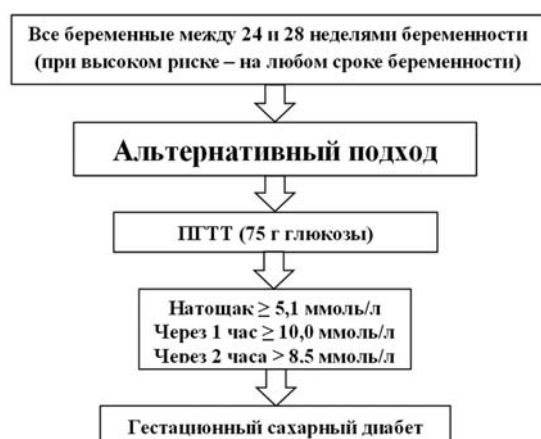 Все беременные между 24 и 28 неделями беременности
(при высоком риске – на любом сроке беременности)
Альтернативный подход
ПГТТ (75 г глюкозы)
Натощак ≥ 5,1 ммоль/л
Через 1 час ≥ 10,0 ммоль/л
Через 2 часа > 8,5 ммоль/л
Гестационный сахарный диабет